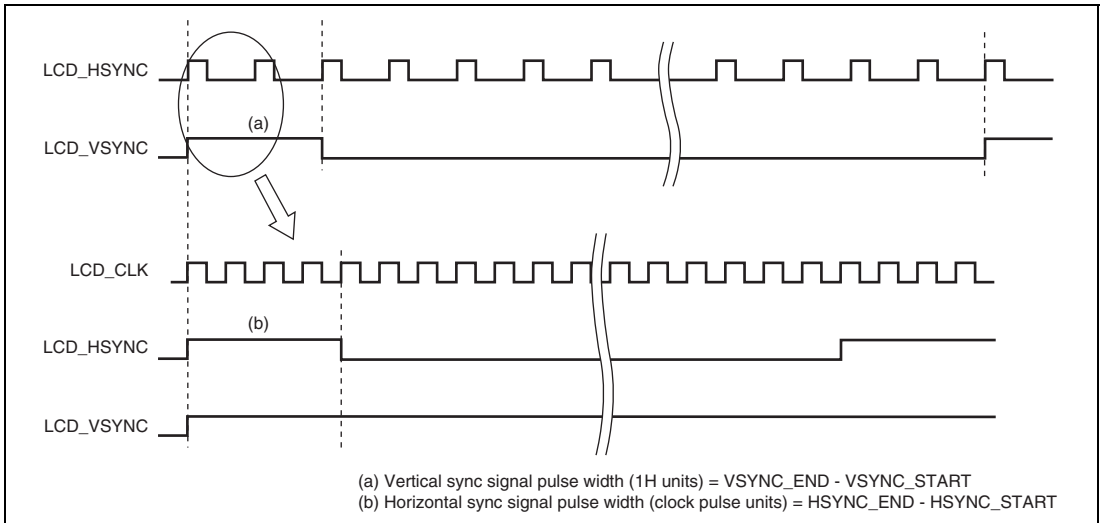 LCD_HSYNC
(a)
LCD_VSYNC
LCD_CLK
(b)
LCD_HSYNC
LCD_VSYNC
(a) Vertical sync signal pulse width (1H units) = VSYNC_END - VSYNC_START
(b) Horizontal sync signal pulse width (clock pulse units) = HSYNC_END - HSYNC_START